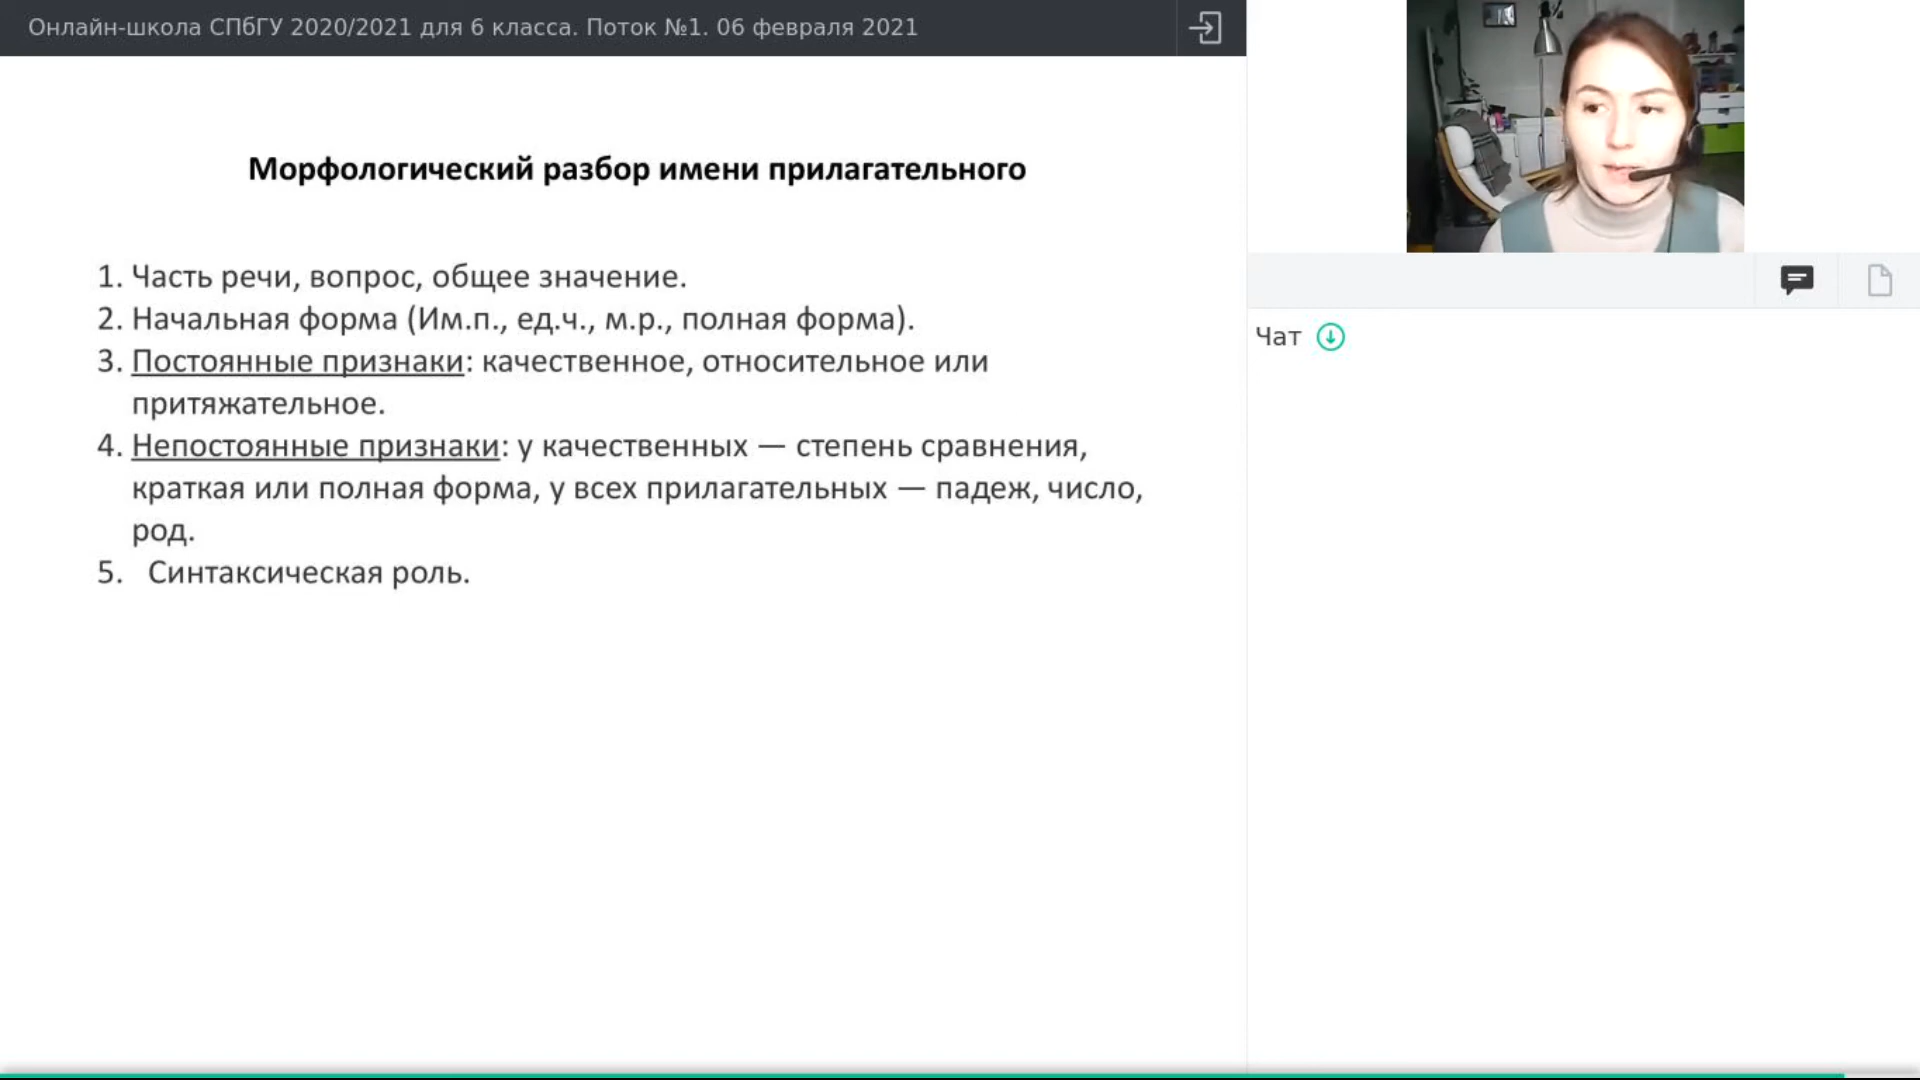 Онлайн-школа СПбГУ 2020/2021 для 6 класса. Поток №1. 06 февраля 2021
Морфологический разбор имени прилагательного
1. Часть речи, вопрос, общее значение.
2. Начальная форма (Им.п., ед.ч., м.р., полная форма).
3. Постоянные признаки: качественное, относительное или
притяжательное.
4. Непостоянные признаки: у качественных — степень сравнения,
краткая или полная форма, у всех прилагательных — падеж, число,
род.
5. Синтаксическая роль.
Чат